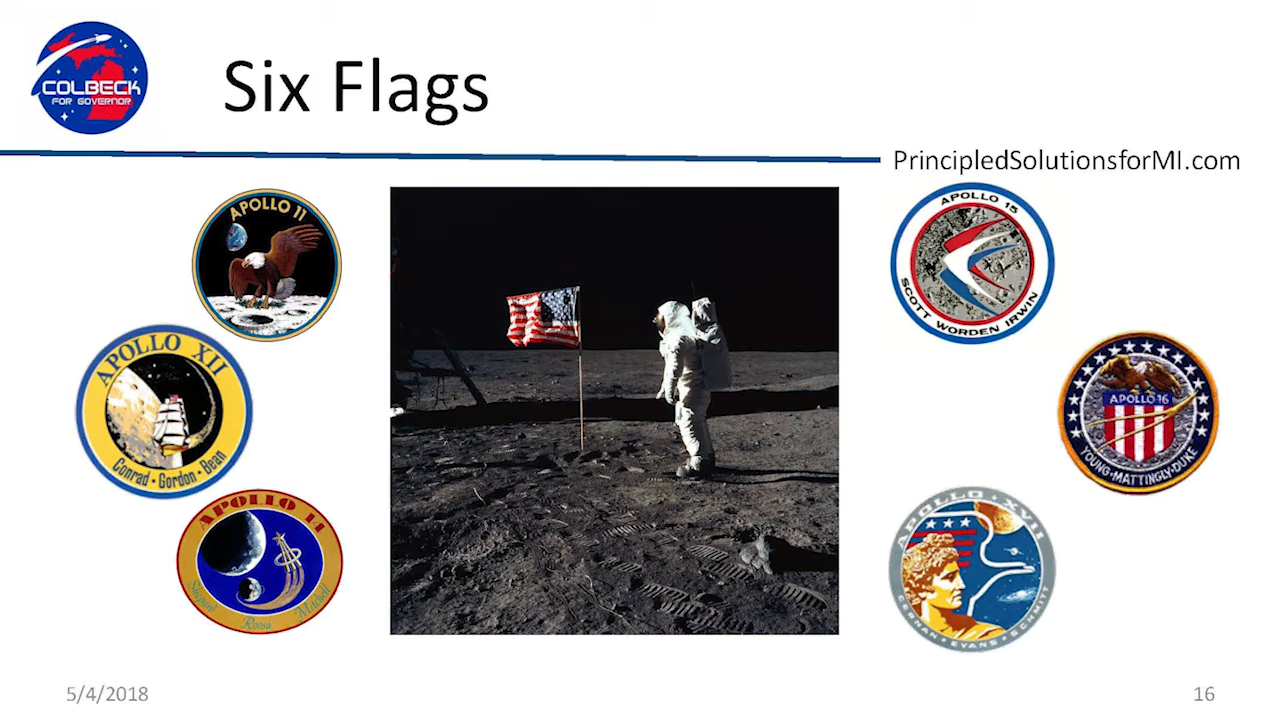 COLBECK
FOR GOVERNOR
Six Flags
PrincipledSolutionsforMI.com
APOLLO 11
APOLLO XII
Conrad • Gordon • Bean
APOLLO 14
Shepard Roosa Mitchell
APOLLO 15
SCOTT WORDEN IRWIN
APOLLO 16
YOUNG • MATTINGLY • DUKE
APOLLO • XVII
CERNAN • EVANS • SCHMITT
5/4/2018
16